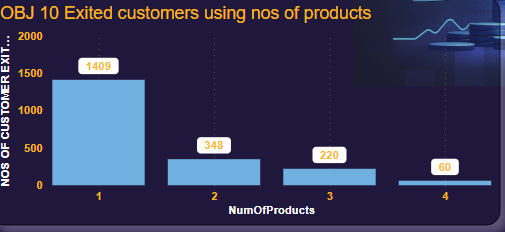 OBJ 10 Exited customers using nos of products
NOS OF CUSTOMER EXIT...
2000
1500
1000
500
0
1409
348
220
60
1 2 3 4
NumOfProducts